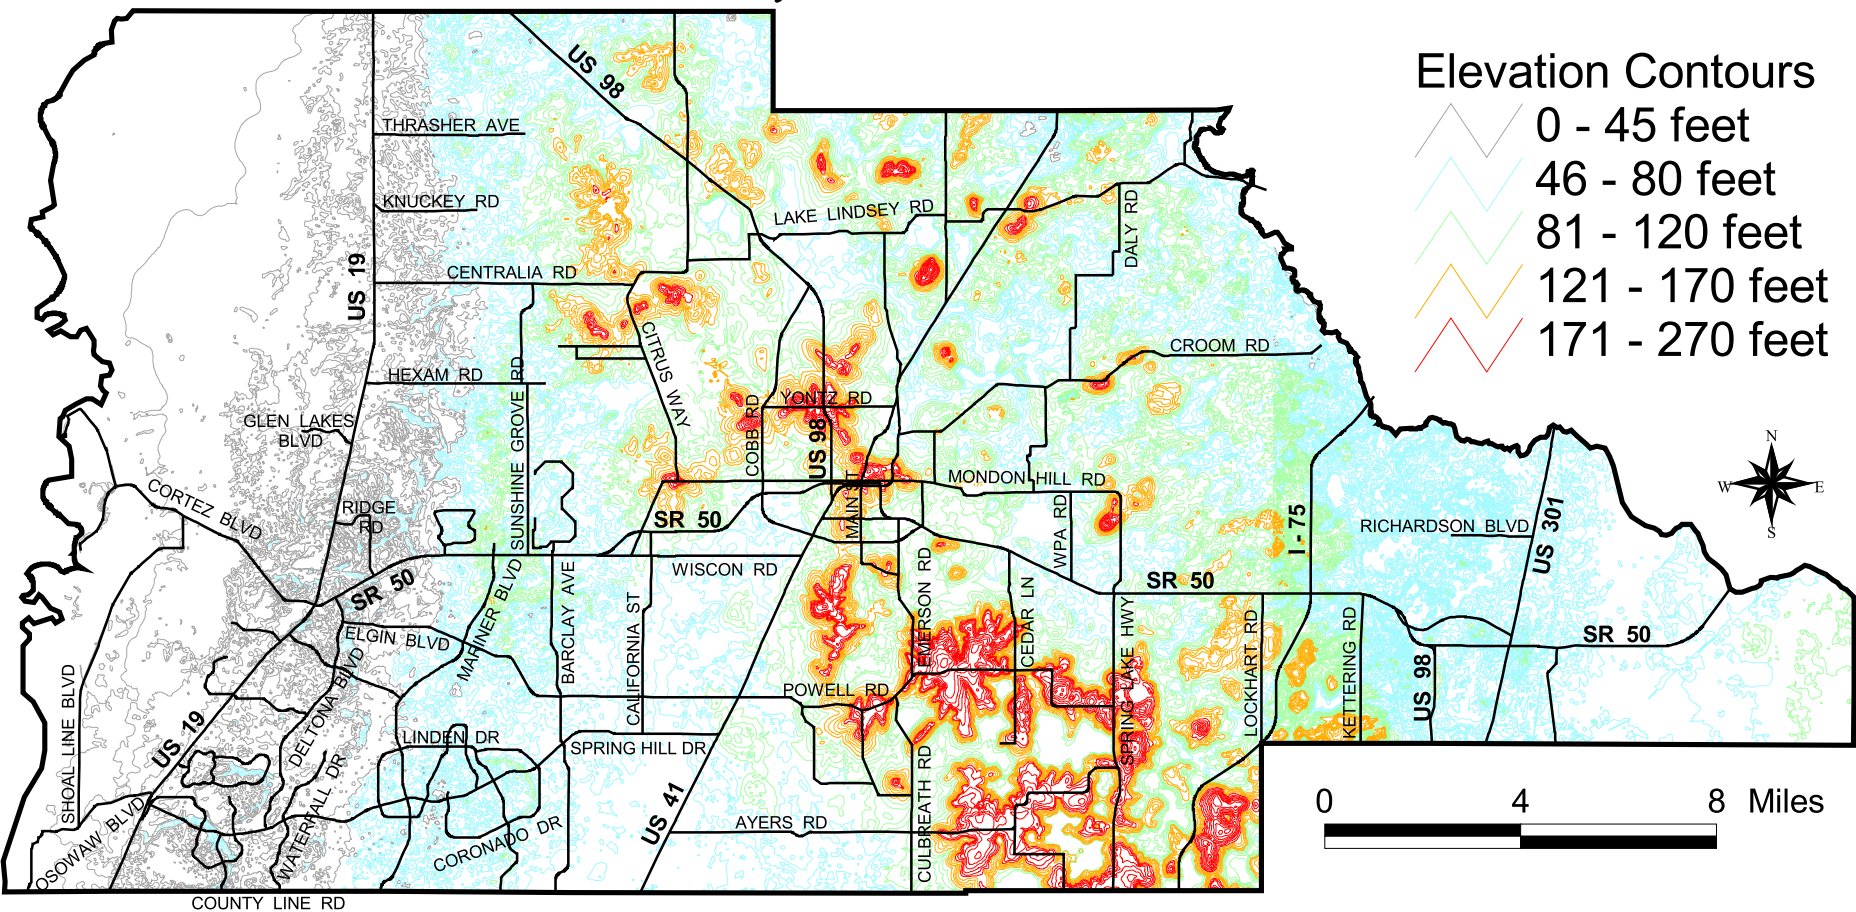 Elevation Contours
0 - 45 feet
46 - 80 feet
81 - 120 feet
121 - 170 feet
171 - 270 feet
US 98
THRASHER AVE
KNUCKEY RD
LAKE LINDSEY RD
DALY RD
US 19
CENTRALIA RD
CITRUS WAY
CROOM RD
HEXAM RD
SUNSHINE GROVE RD
GLEN LAKES
BLVD
YONTZ RD
COBB RD
US 98
MONDON HILL RD
CORTEZ BLVD
RIDGE
RD
SR 50
MAIN ST
WPA RD
I - 75
RICHARDSON BLVD
US 301
N
W
E
S
SR 50
WISCON RD
SR 50
ELGIN BLVD
MARINER BLVD
BARCLAY AVE
CALIFORNIA ST
EMERSON RD
CEDAR LN
SPRING LAKE HWY
LOCKHART RD
KETTERING RD
US 98
SR 50
SHOAL LINE BLVD
US 19
DELTONA BLVD
POWELL RD
LINDEN DR
SPRING HILL DR
WATERFALL DR
US 41
AYERS RD
CULBREATH RD
CORONADO DR
OSOWAW BLVD
COUNTY LINE RD
0
4
8 Miles